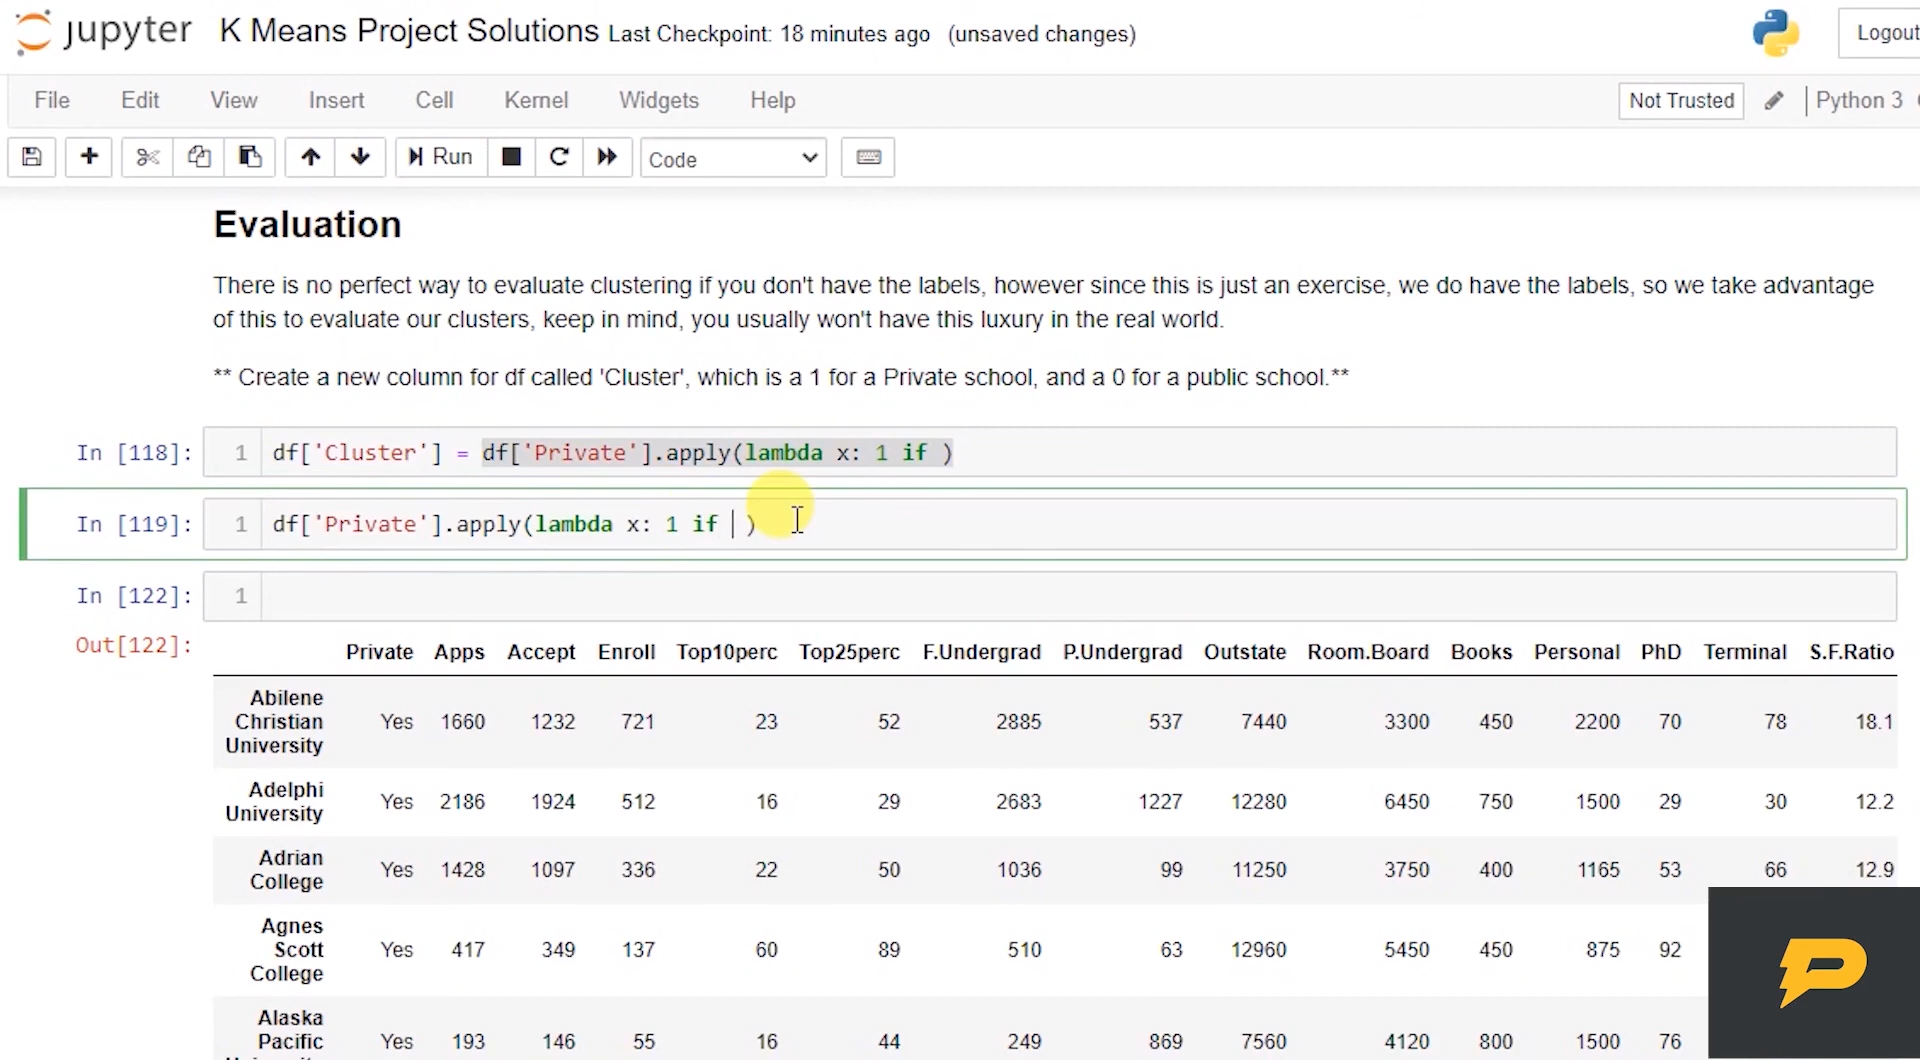 jupyter K Means Project Solutions Last Checkpoint: 18 minutes ago (unsaved changes)
Logout
File Edit View Insert Cell Kernel Widgets Help
Not Trusted Python 3
Run Code
Evaluation
There is no perfect way to evaluate clustering if you don't have the labels, however since this is just an exercise, we do have the labels, so we take advantage
of this to evaluate our clusters, keep in mind, you usually won't have this luxury in the real world.
** Create a new column for df called 'Cluster', which is a 1 for a Private school, and a 0 for a public school.**
In [118]: 1 df['Cluster'] = df['Private'].apply(lambda x: 1 if )
In [119]: 1 df['Private'].apply(lambda x: 1 if )
In [122]: 1
Out[122]:
Private Apps Accept Enroll Top10perc Top25perc F.Undergrad P.Undergrad Outstate Room.Board Books Personal PhD Terminal S.F.Ratio
Abilene
Christian
University
Yes 1660 1232 721 23 52 2885 537 7440 3300 450 2200 70 78 18.1
Adelphi
University
Yes 2186 1924 512 16 29 2683 1227 12280 6450 750 1500 29 30 12.2
Adrian
College
Yes 1428 1097 336 22 50 1036 99 11250 3750 400 1165 53 66 12.9
Agnes
Scott
College
Yes 417 349 137 60 89 510 63 12960 5450 450 875 92
Alaska
Pacific
Yes 193 146 55 16 44 249 869 7560 4120 800 1500 76